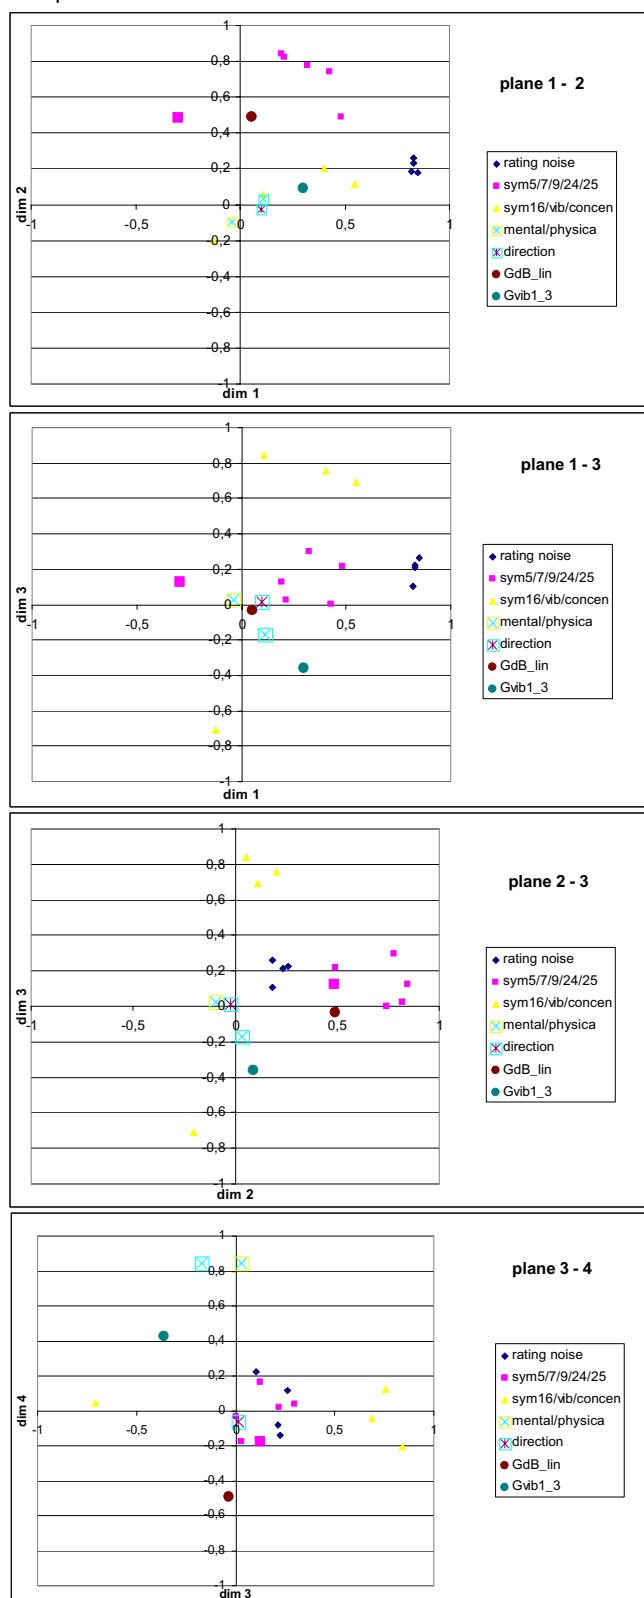 plane 1 - 2
1
0,8
0,6
0,4
0,2
0
-0,2
-0,4
-0,6
-0,8
-1
-1
-0,5
0
0,5
1
dim 2
dim 1
rating noise
sym5/7/9/24/25
sym16/vib/concen
mental/physica
direction
GdB_lin
Gvib1_3
plane 1 - 3
1
0,8
0,6
0,4
0,2
0
-0,2
-0,4
-0,6
-0,8
-1
-1
-0,5
0
0,5
1
dim 3
dim 1
rating noise
sym5/7/9/24/25
sym16/vib/concen
mental/physica
direction
GdB_lin
Gvib1_3
plane 2 - 3
1
0,8
0,6
0,4
0,2
0
-0,2
-0,4
-0,6
-0,8
-1
-1
-0,5
0
0,5
1
dim 3
dim 2
rating noise
sym5/7/9/24/25
sym16/vib/concen
mental/physica
direction
GdB_lin
Gvib1_3
plane 3 - 4
1
0,8
0,6
0,4
0,2
0
-0,2
-0,4
-0,6
-0,8
-1
-1
-0,5
0
0,5
1
dim 4
dim 3
rating noise
sym5/7/9/24/25
sym16/vib/concen
mental/physica
direction
GdB_lin
Gvib1_3